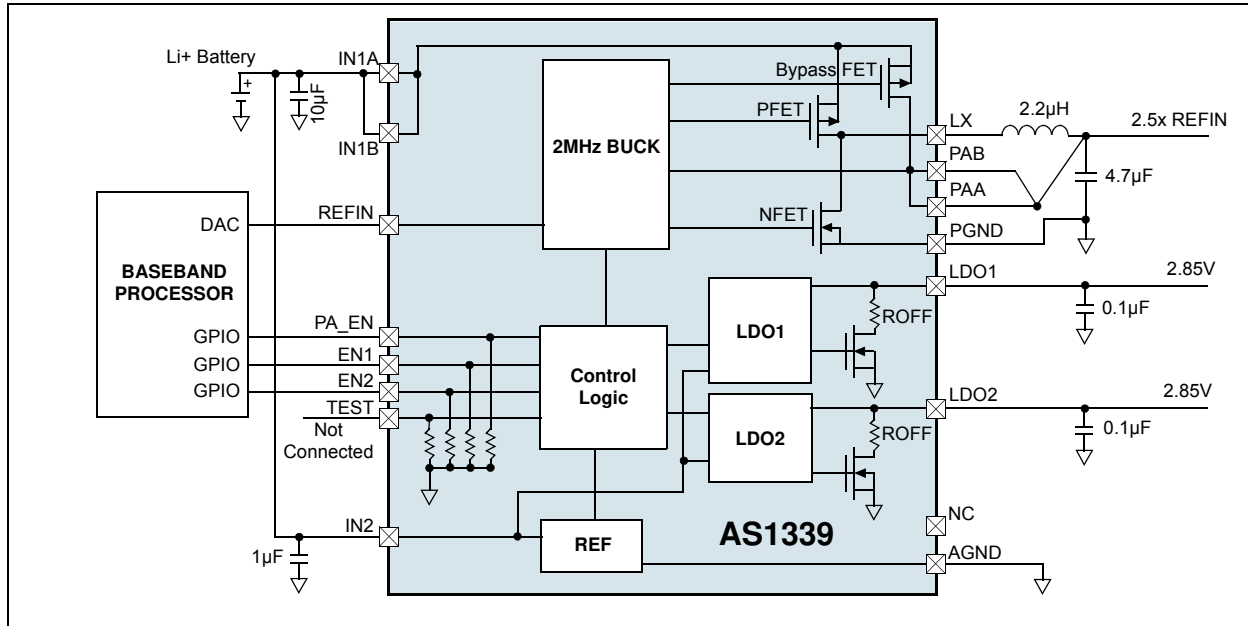 Li+ Battery
+
10µF
IN1A
IN1B
Bypass FET
PFET
2MHz BUCK
NFET
LX
2.2µH
2.5x REFIN
PAB
PAA
4.7µF
PGND
DAC
REFIN
BASEBAND
PROCESSOR
GPIO
PA_EN
GPIO
EN1
GPIO
EN2
TEST
Not
Connected
Control
Logic
LDO1
ROFF
LDO1
2.85V
0.1µF
LDO2
ROFF
LDO2
2.85V
0.1µF
IN2
1µF
REF
AS1339
NC
AGND